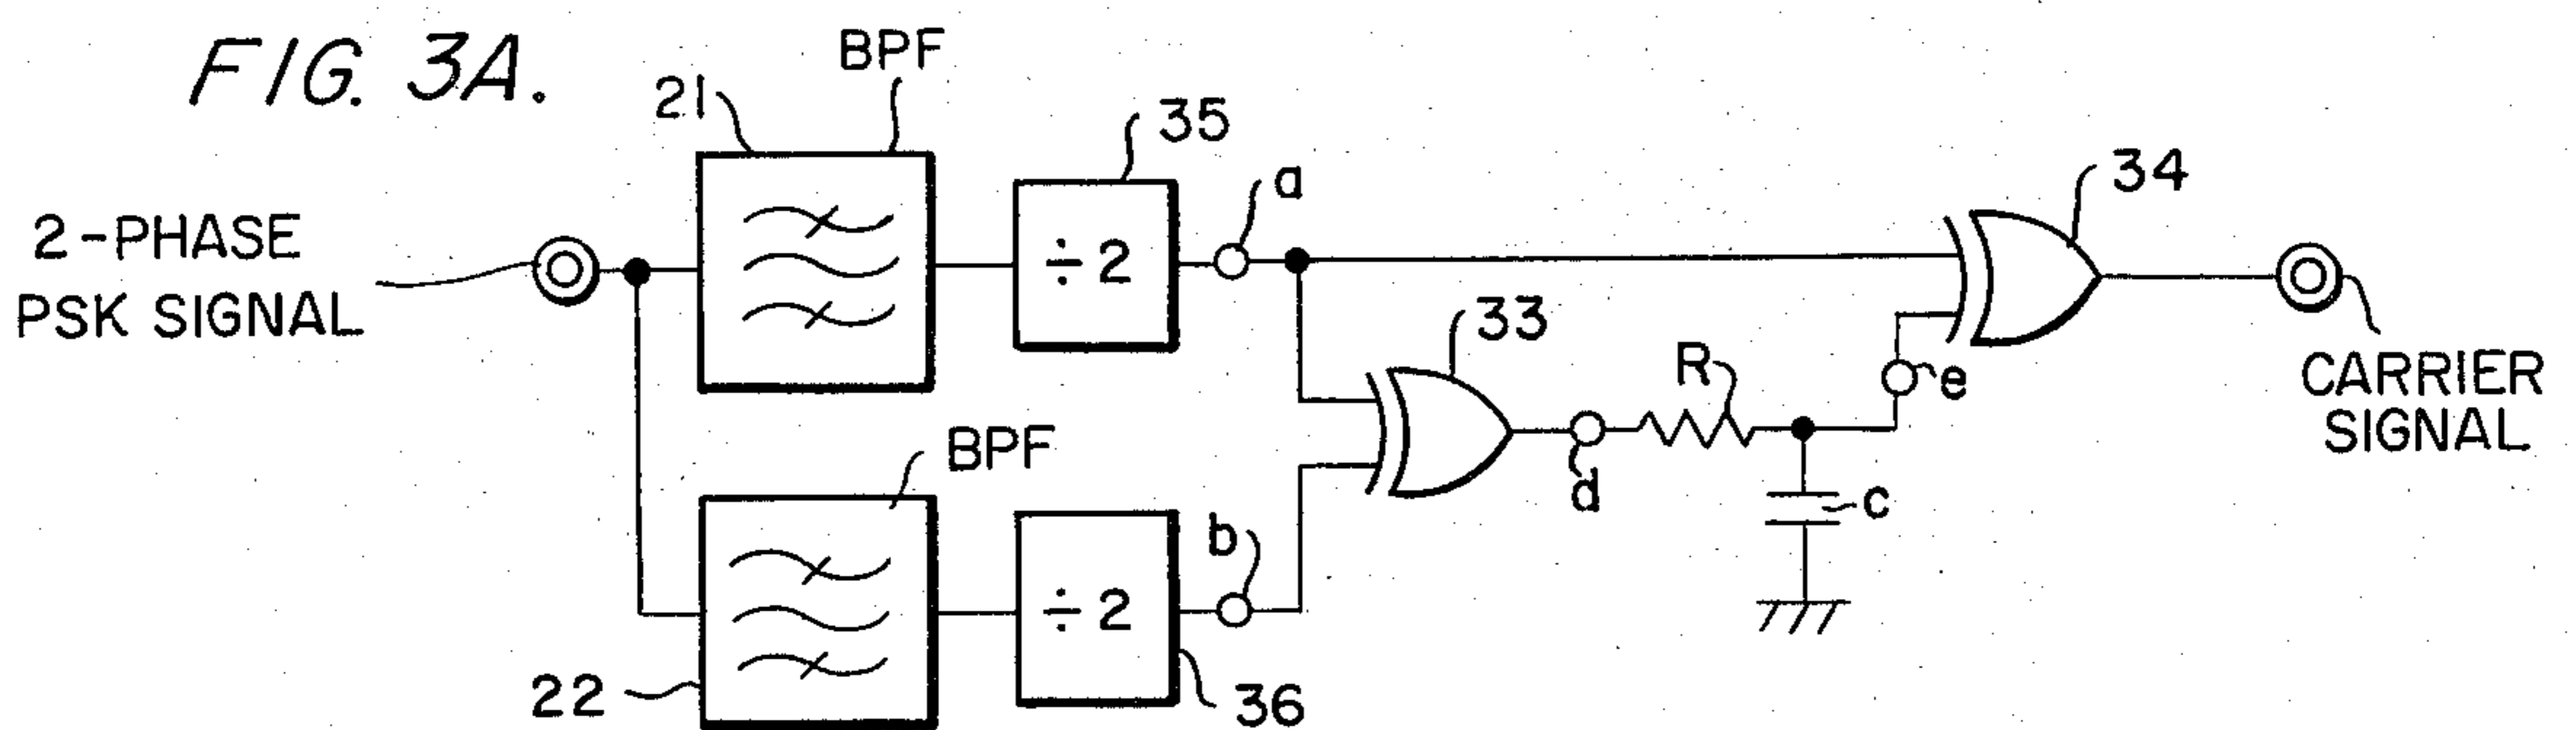 FIG. 3A.
BPF
21
35
a
34
2-PHASE
PSK SIGNAL
÷2
33
R
e
CARRIER
SIGNAL
BPF
d
c
b
÷2
22
36